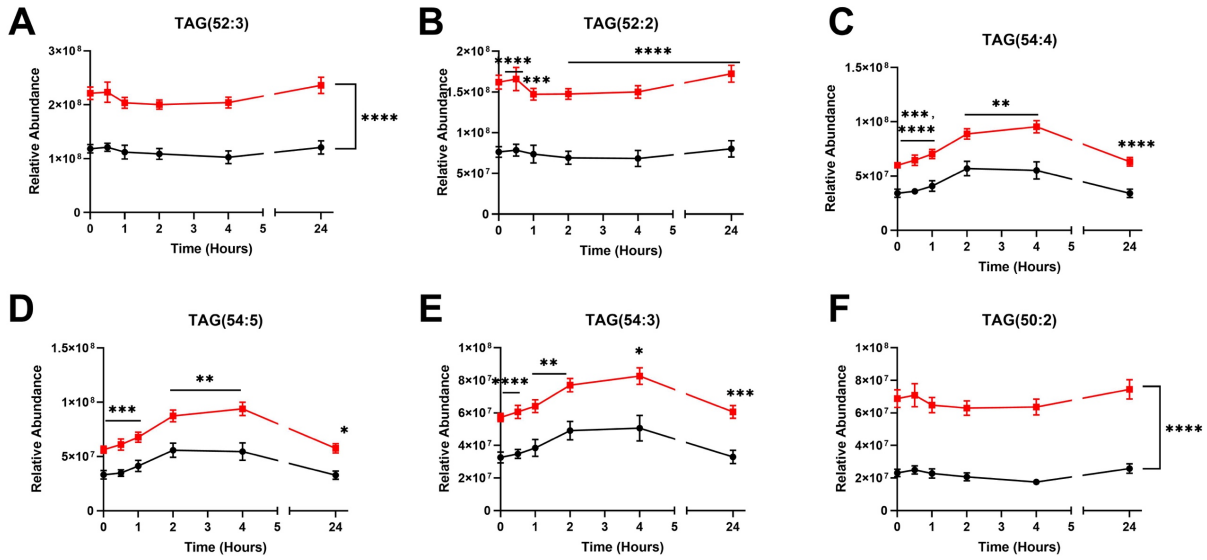 A
TAG(52:3)
Relative Abundance
3×10⁸
2×10⁸
1×10⁸
0
0 1 2 3 4 5 24
Time (Hours)
****
B
TAG(52:2)
Relative Abundance
2×10⁸
1.5×10⁸
1×10⁸
5×10⁷
0
0 1 2 3 4 5 24
Time (Hours)
****
***
****
C
TAG(54:4)
Relative Abundance
1.5×10⁸
1×10⁸
5×10⁷
0
0 1 2 3 4 5 24
Time (Hours)
***,
****
**
****
D
TAG(54:5)
Relative Abundance
1.5×10⁸
1×10⁸
5×10⁷
0
0 1 2 3 4 5 24
Time (Hours)
***
**
*
E
TAG(54:3)
Relative Abundance
1×10⁸
8×10⁷
6×10⁷
4×10⁷
2×10⁷
0
0 1 2 3 4 5 24
Time (Hours)
****
**
*
***
F
TAG(50:2)
Relative Abundance
1×10⁸
8×10⁷
6×10⁷
4×10⁷
2×10⁷
0
0 1 2 3 4 5 24
Time (Hours)
****